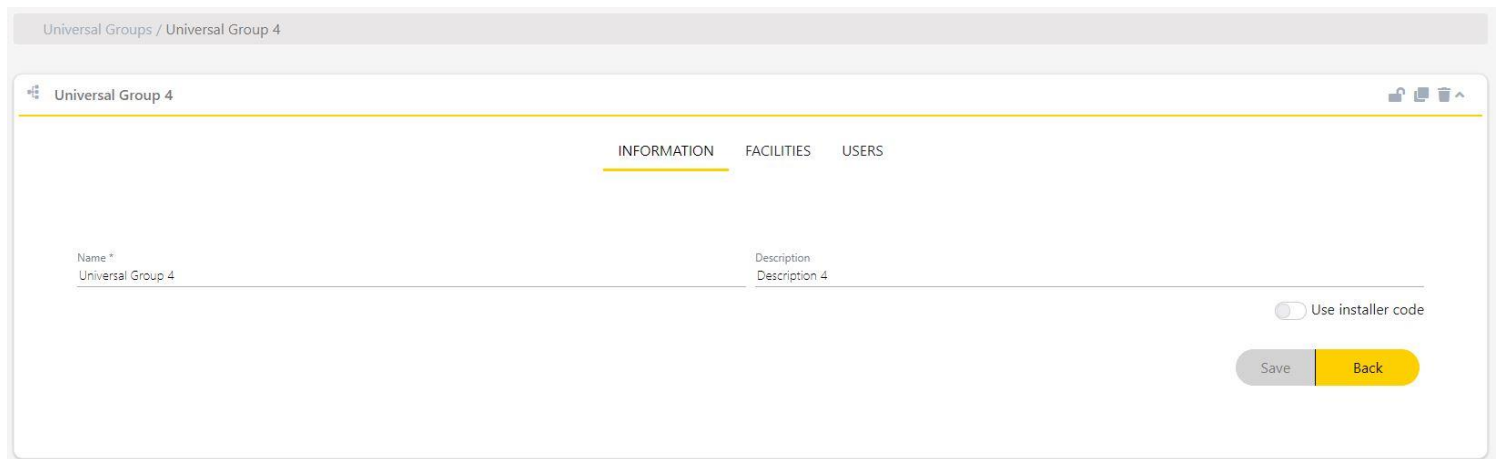 Universal Groups / Universal Group 4
Universal Group 4
INFORMATION FACILITIES USERS
Name * Description
Universal Group 4 Description 4
Use installer code
Save Back